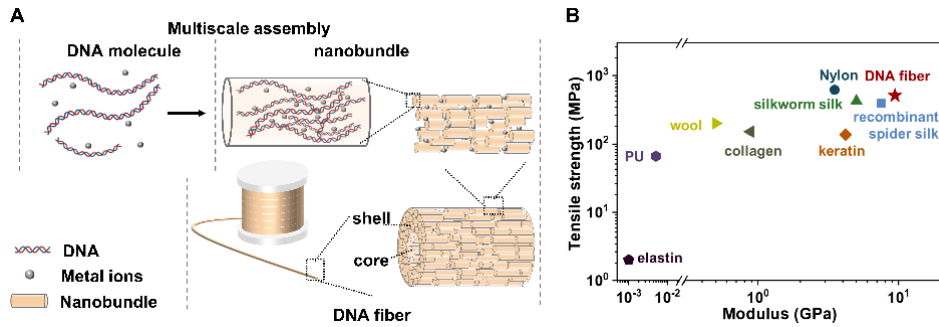 A
Multiscale assembly
DNA molecule
nanobundle
shell
core
DNA
Metal ions
Nanobundle
DNA fiber
B
Tensile strength (MPa)
10³
10²
10¹
10⁰
Nylon
DNA fiber
silkworm silk
recombinant
spider silk
wool
collagen
keratin
PU
elastin
10⁻³
10⁻²
10⁰
10¹
Modulus (GPa)